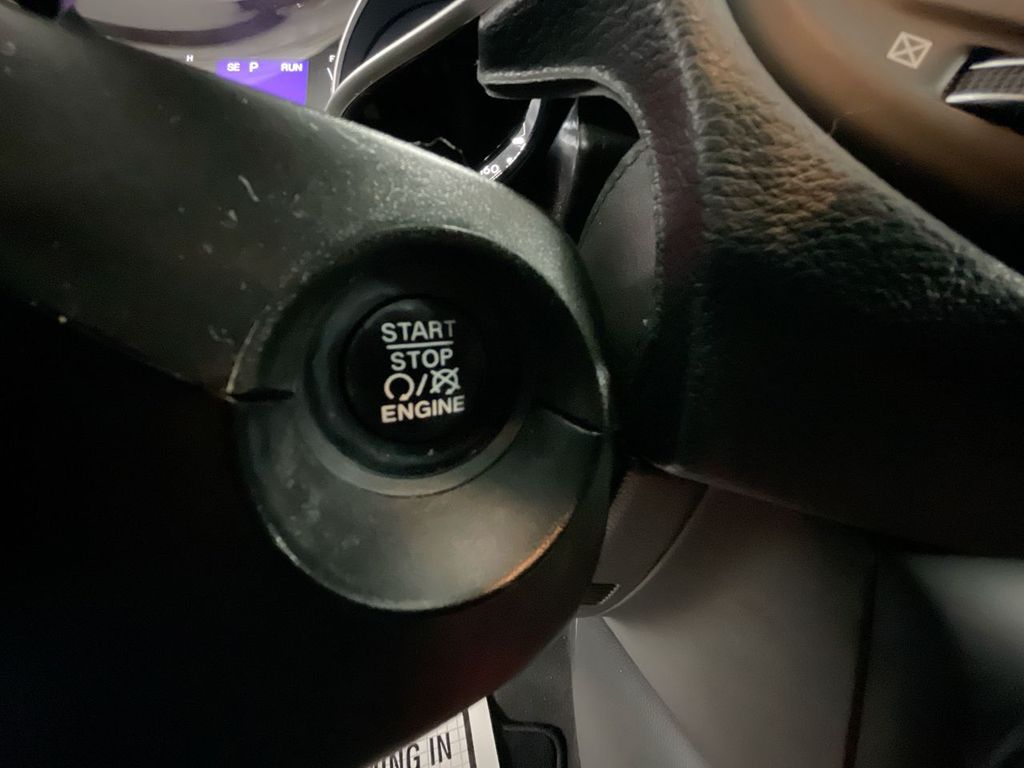 H
SE P RUN
START
STOP
/
ENGINE
NG IN